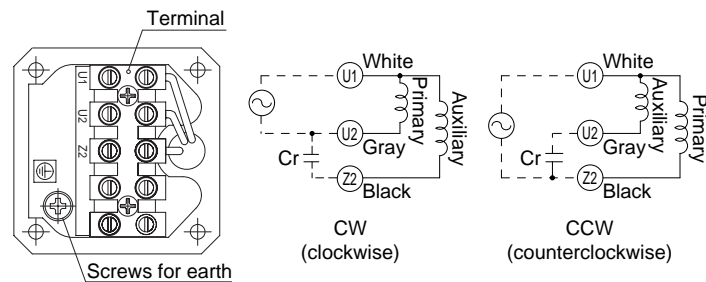 Terminal
U1
U2
Z2
Screws for earth
White
U1
Primary
Auxiliary
U2
Gray
Cr
Z2
Black
CW
(clockwise)
White
U1
Auxiliary
Primary
U2
Gray
Cr
Z2
Black
CCW
(counterclockwise)